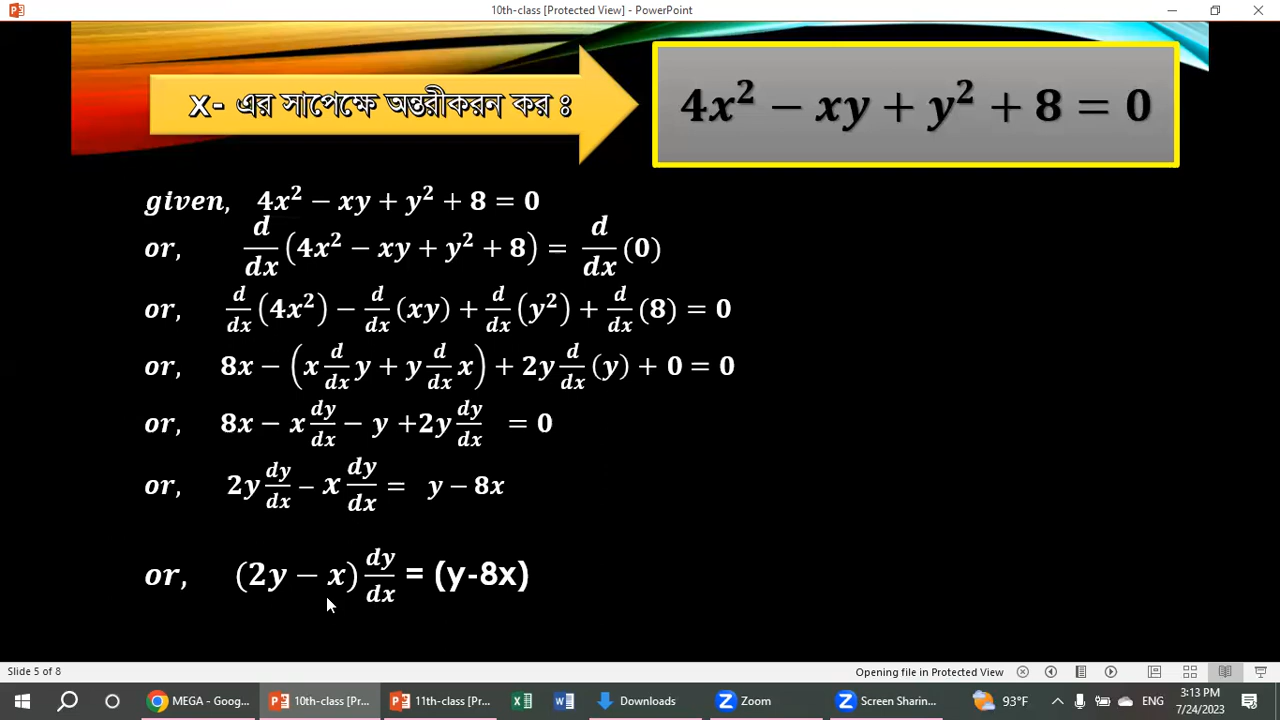 10th-class [Protected View] - PowerPoint
x- এর সাপেক্ষে অন্তরীকরন কর ঃ
4x² − xy + y² + 8 = 0
given, 4x² − xy + y² + 8 = 0
or, d/dx (4x² − xy + y² + 8) = d/dx (0)
or, d/dx (4x²) − d/dx (xy) + d/dx (y²) + d/dx (8) = 0
or, 8x − (x d/dx y + y d/dx x) + 2y d/dx (y) + 0 = 0
or, 8x − x dy/dx − y +2y dy/dx = 0
or, 2y dy/dx − x dy/dx = y − 8x
or, (2y − x) dy/dx = (y-8x)
Slide 5 of 8 Opening file in Protected View
MEGA - Goog... 10th-class [Pr... 11th-class [Pr... Downloads Zoom Screen Sharin... 93°F ENG 3:13 PM
7/24/2023